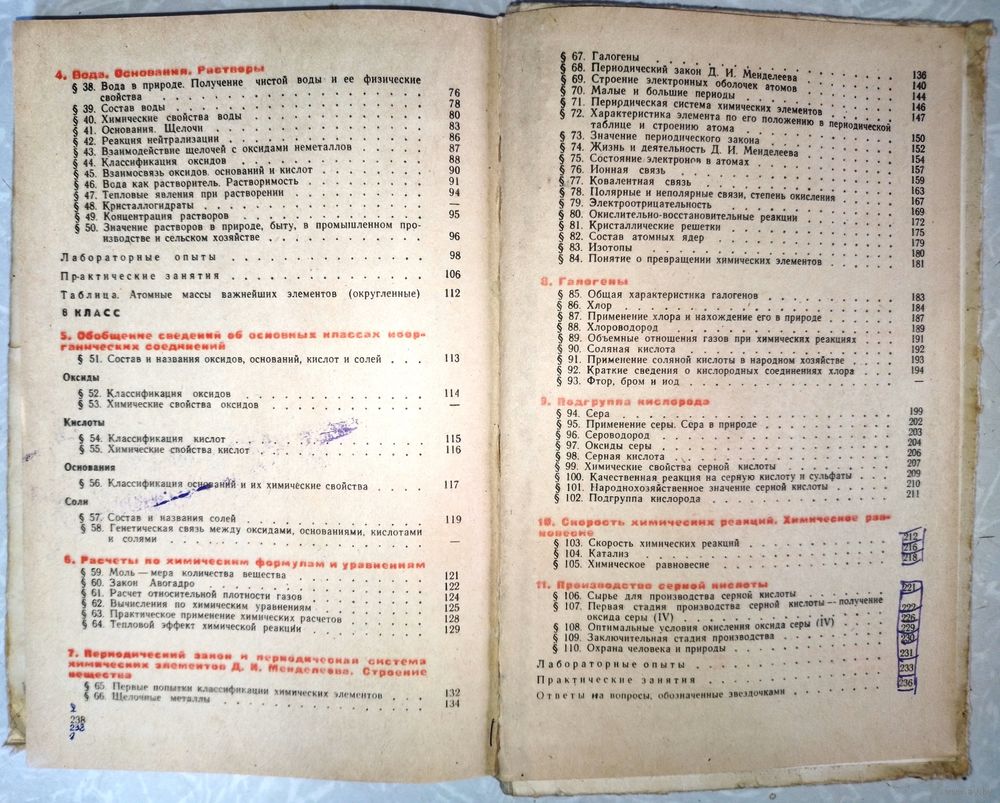 4. Вода. Основания. Растворы
§ 38. Вода в природе. Получение чистой воды и ее физические
свойства . . . 76
§ 39. Состав воды . . . 78
§ 40. Химические свойства воды . . . 80
§ 41. Основания. Щелочи . . . 83
§ 42. Реакция нейтрализации . . . 86
§ 43. Взаимодействие щелочей с оксидами неметаллов . . . 87
§ 44. Классификация оксидов . . . 88
§ 45. Взаимосвязь оксидов, оснований и кислот . . . 90
§ 46. Вода как растворитель. Растворимость . . . 91
§ 47. Тепловые явления при растворении . . . 94
§ 48. Кристаллогидраты . . . —
§ 49. Концентрация растворов . . . 95
§ 50. Значение растворов в природе, быту, в промышленном про-
изводстве и сельском хозяйстве . . . 96
Лабораторные опыты . . . 98
Практические занятия . . . 106
Таблица. Атомные массы важнейших элементов (округленные) 112
8 КЛАСС
5. Обобщение сведений об основных классах неор-
ганических соединений
§ 51. Состав и названия оксидов, оснований, кислот и солей . . . 113
Оксиды
§ 52. Классификация оксидов . . . 114
§ 53. Химические свойства оксидов . . . —
Кислоты
§ 54. Классификация кислот . . . 115
§ 55. Химические свойства кислот . . . 116
Основания
§ 56. Классификация оснований и их химические свойства . . . 117
Соли
§ 57. Состав и названия солей . . . 119
§ 58. Генетическая связь между оксидами, основаниями, кислотами
и солями . . . —
6. Расчеты по химическим формулам и уравнениям
§ 59. Моль — мера количества вещества . . . 121
§ 60. Закон Авогадро . . . 122
§ 61. Расчет относительной плотности газов . . . 124
§ 62. Вычисления по химическим уравнениям . . . 125
§ 63. Практическое применение химических расчетов . . . 128
§ 64. Тепловой эффект химической реакции . . . 129
7. Периодический закон и периодическая система
химических элементов Д. И. Менделеева. Строение
вещества
§ 65. Первые попытки классификации химических элементов . . . 132
§ 66. Щелочные металлы . . . 134
238
238
§ 67. Галогены . . . 136
§ 68. Периодический закон Д. И. Менделеева . . . 140
§ 69. Строение электронных оболочек атомов . . . 144
§ 70. Малые и большие периоды . . . 146
§ 71. Периодическая система химических элементов . . . 147
§ 72. Характеристика элемента по его положению в периодической
таблице и строению атома . . . 150
§ 73. Значение периодического закона . . . 152
§ 74. Жизнь и деятельность Д. И. Менделеева . . . 154
§ 75. Состояние электронов в атомах . . . 157
§ 76. Ионная связь . . . 159
§ 77. Ковалентная связь . . . 163
§ 78. Полярные и неполярные связи, степень окисления . . . 167
§ 79. Электроотрицательность . . . 169
§ 80. Окислительно-восстановительные реакции . . . 172
§ 81. Кристаллические решетки . . . 175
§ 82. Состав атомных ядер . . . 179
§ 83. Изотопы . . . 180
§ 84. Понятие о превращении химических элементов . . . 181
8. Галогены
§ 85. Общая характеристика галогенов . . . 183
§ 86. Хлор . . . 184
§ 87. Применение хлора и нахождение его в природе . . . 187
§ 88. Хлороводород . . . 189
§ 89. Объемные отношения газов при химических реакциях 191
§ 90. Соляная кислота . . . 192
§ 91. Применение соляной кислоты в народном хозяйстве . . . 193
§ 92. Краткие сведения о кислородных соединениях хлора . . . 194
§ 93. Фтор, бром и иод . . . —
9. Подгруппа кислорода
§ 94. Сера . . . 199
§ 95. Применение серы. Сера в природе . . . 202
§ 96. Сероводород . . . 203
§ 97. Оксиды серы . . . 204
§ 98. Серная кислота . . . 206
§ 99. Химические свойства серной кислоты . . . 207
§ 100. Качественная реакция на серную кислоту и сульфаты . . . 209
§ 101. Народнохозяйственное значение серной кислоты . . . 210
§ 102. Подгруппа кислорода . . . 211
10. Скорость химических реакций. Химическое рав-
новесие
§ 103. Скорость химических реакций . . . 212
§ 104. Катализ . . . 216
§ 105. Химическое равновесие . . . 218
11. Производство серной кислоты
§ 106. Сырье для производства серной кислоты . . . 221
§ 107. Первая стадия производства серной кислоты — получение
оксида серы (IV) . . . 222
§ 108. Оптимальные условия окисления оксида серы (IV) . . . 226
§ 109. Заключительная стадия производства . . . 229
§ 110. Охрана человека и природы . . . 230
Лабораторные опыты . . . 231
Практические занятия . . . 233
Ответы на вопросы, обозначенные звездочками . . . 236